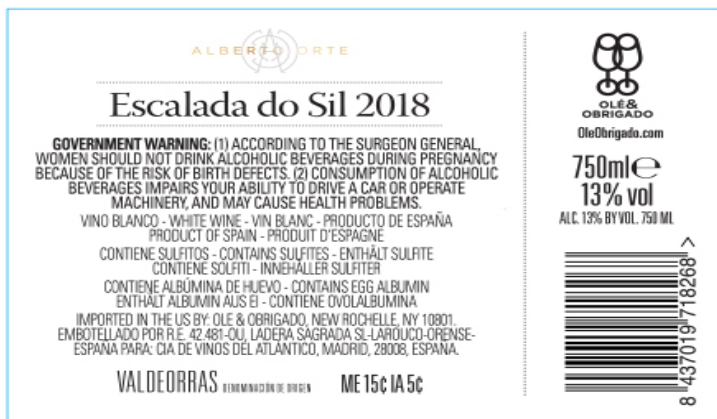 ALBERTO ORTE
Escalada do Sil 2018
GOVERNMENT WARNING: (1) ACCORDING TO THE SURGEON GENERAL,
WOMEN SHOULD NOT DRINK ALCOHOLIC BEVERAGES DURING PREGNANCY
BECAUSE OF THE RISK OF BIRTH DEFECTS. (2) CONSUMPTION OF ALCOHOLIC
BEVERAGES IMPAIRS YOUR ABILITY TO DRIVE A CAR OR OPERATE
MACHINERY, AND MAY CAUSE HEALTH PROBLEMS.
VINO BLANCO - WHITE WINE - VIN BLANC - PRODUCTO DE ESPAÑA
PRODUCT OF SPAIN - PRODUIT D'ESPAGNE
CONTIENE SULFITOS - CONTAINS SULFITES - ENTHÄLT SULFITE
CONTIENE SOLFITI - INNEHÅLLER SULFITER
CONTIENE ALBÚMINA DE HUEVO - CONTAINS EGG ALBUMIN
ENTHÄLT ALBUMIN AUS EI - CONTIENE OVOLALBUMINA
IMPORTED IN THE US BY: OLE & OBRIGADO, NEW ROCHELLE, NY 10801.
EMBOTELLADO POR R.E. 42.481-OU, LADERA SAGRADA SL-LAROUCO-ORENSE-
ESPAÑA PARA: CIA DE VINOS DEL ATLÁNTICO, MADRID, 28008, ESPAÑA.
VALDEORRAS DENOMINACIÓN DE ORIGEN ME 15¢ IA 5¢
OLÉ &
OBRIGADO
OleObrigado.com
750ml e
13% vol
ALC. 13% BY VOL. 750 ML
8 437019 718268 >